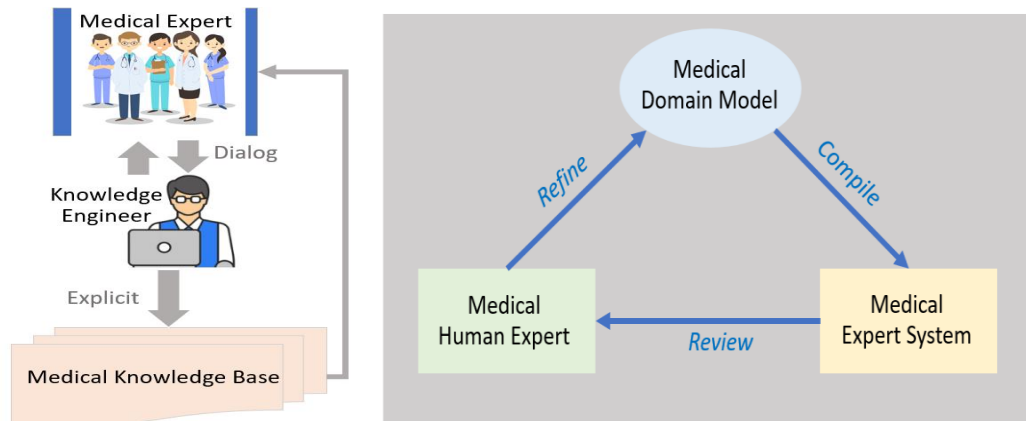 Medical Expert
Dialog
Knowledge
Engineer
Explicit
Medical Knowledge Base
Medical
Domain Model
Refine
Compile
Medical
Human Expert
Review
Medical
Expert System